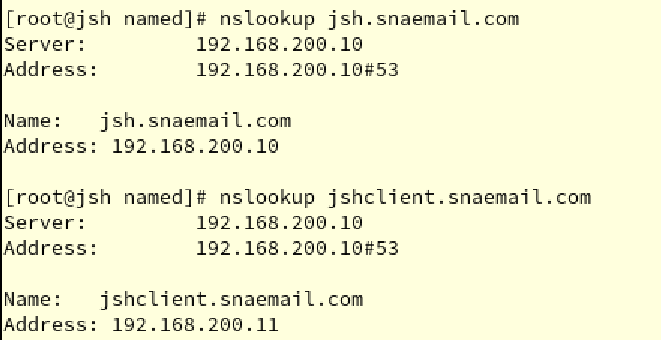 [root@jsh named]# nslookup jsh.snaemail.com
Server:         192.168.200.10
Address:        192.168.200.10#53

Name:   jsh.snaemail.com
Address: 192.168.200.10

[root@jsh named]# nslookup jshclient.snaemail.com
Server:         192.168.200.10
Address:        192.168.200.10#53

Name:   jshclient.snaemail.com
Address: 192.168.200.11